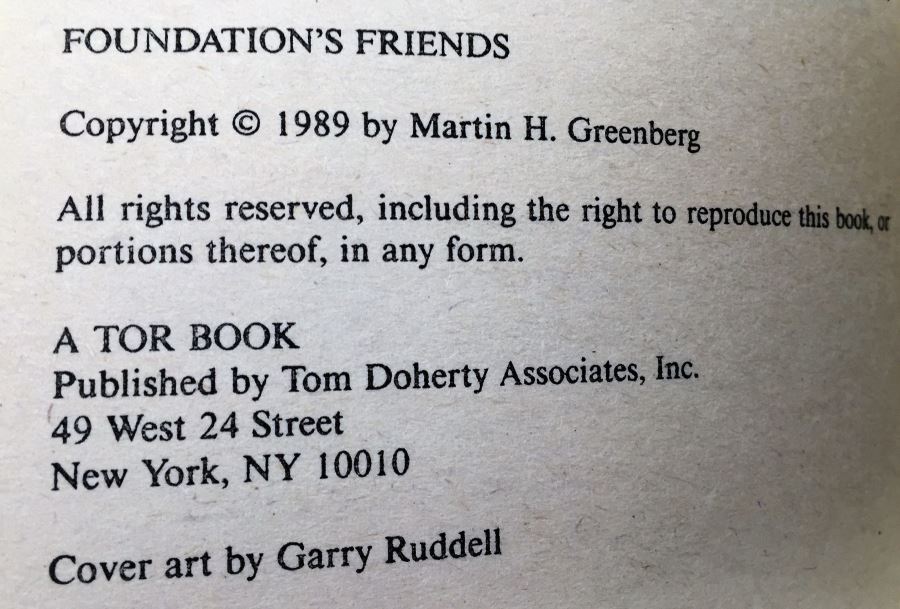 FOUNDATION'S FRIENDS
Copyright © 1989 by Martin H. Greenberg
All rights reserved, including the right to reproduce this book, or
portions thereof, in any form.
A TOR BOOK
Published by Tom Doherty Associates, Inc.
49 West 24 Street
New York, NY 10010
Cover art by Garry Ruddell